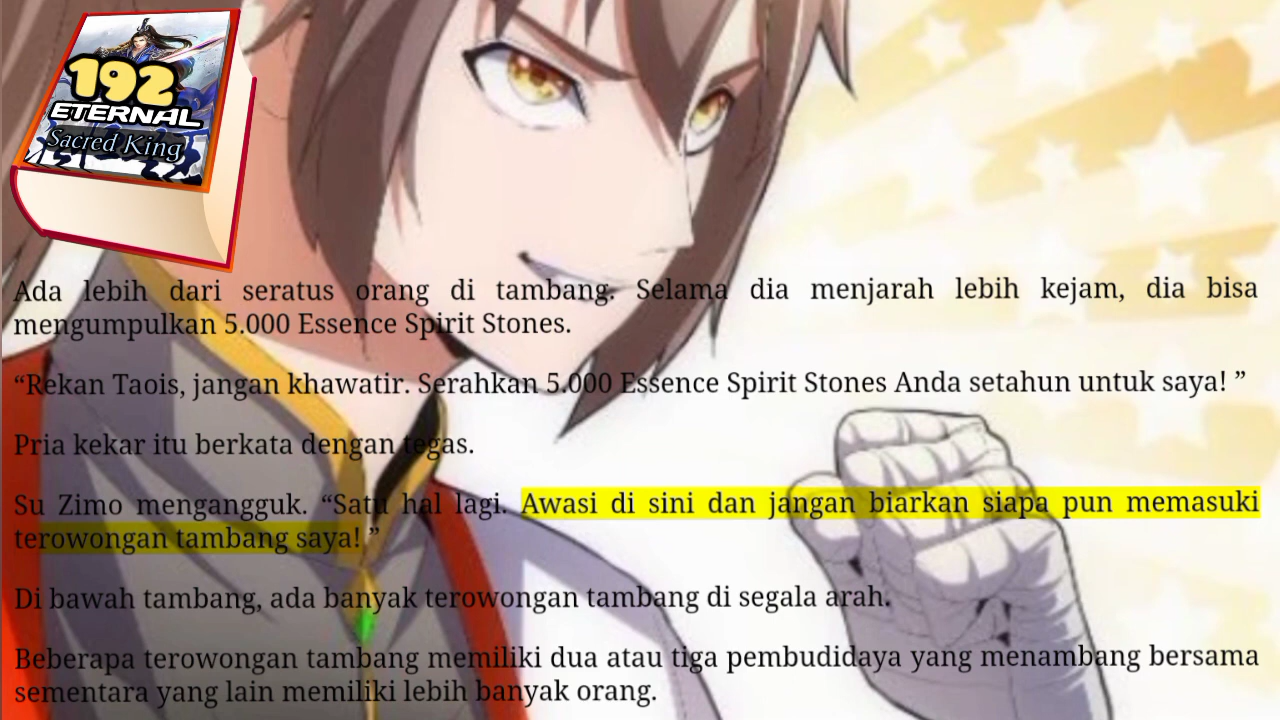 192
ETERNAL
Sacred King
Ada lebih dari seratus orang di tambang. Selama dia menjarah lebih kejam, dia bisa
mengumpulkan 5.000 Essence Spirit Stones.
“Rekan Taois, jangan khawatir. Serahkan 5.000 Essence Spirit Stones Anda setahun untuk saya! ”
Pria kekar itu berkata dengan tegas.
Su Zimo mengangguk. “Satu hal lagi. Awasi di sini dan jangan biarkan siapa pun memasuki
terowongan tambang saya! ”
Di bawah tambang, ada banyak terowongan tambang di segala arah.
Beberapa terowongan tambang memiliki dua atau tiga pembudidaya yang menambang bersama
sementara yang lain memiliki lebih banyak orang.